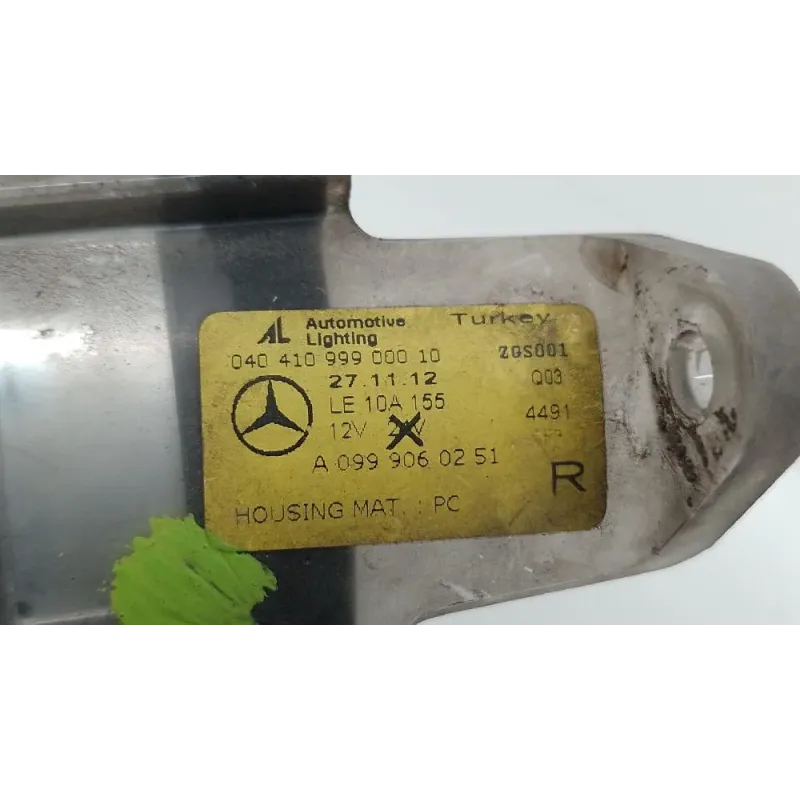 AL Automotive Lighting Turkey
040 410 999 000 10 ZGS001
27.11.12 Q03
LE 10A 155 4491
12V
A 099 906 02 51
R
HOUSING MAT. : PC